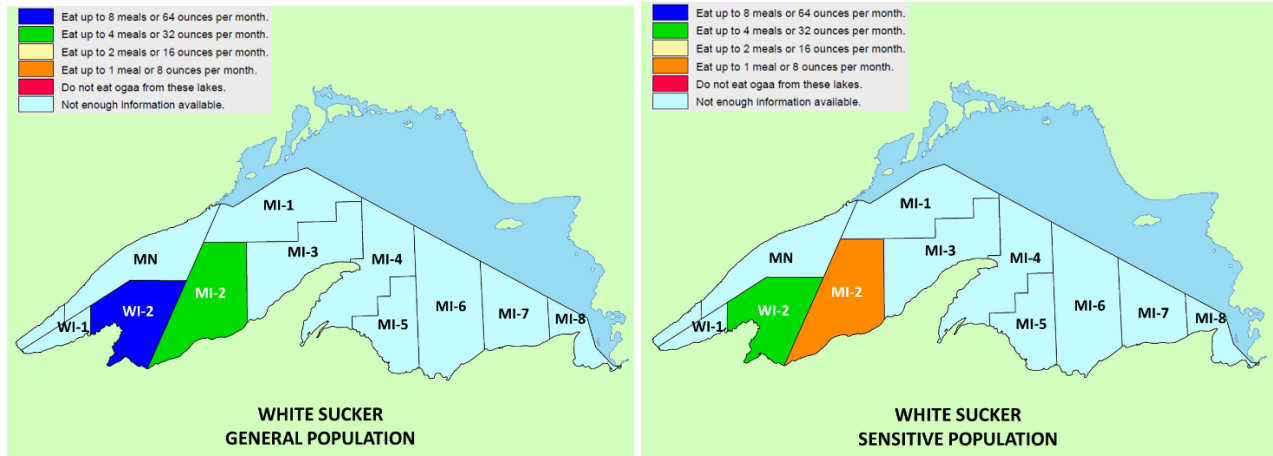 Eat up to 8 meals or 64 ounces per month.
Eat up to 4 meals or 32 ounces per month.
Eat up to 2 meals or 16 ounces per month.
Eat up to 1 meal or 8 ounces per month.
Do not eat ogaa from these lakes.
Not enough information available.
MI-1
MN
MI-3
MI-4
MI-2
WI-2
WI-1
MI-6
MI-5
MI-7
MI-8
WHITE SUCKER
GENERAL POPULATION
Eat up to 8 meals or 64 ounces per month.
Eat up to 4 meals or 32 ounces per month.
Eat up to 2 meals or 16 ounces per month.
Eat up to 1 meal or 8 ounces per month.
Do not eat ogaa from these lakes.
Not enough information available.
MI-1
MN
MI-3
MI-4
MI-2
WI-2
WI-1
MI-6
MI-5
MI-7
MI-8
WHITE SUCKER
SENSITIVE POPULATION